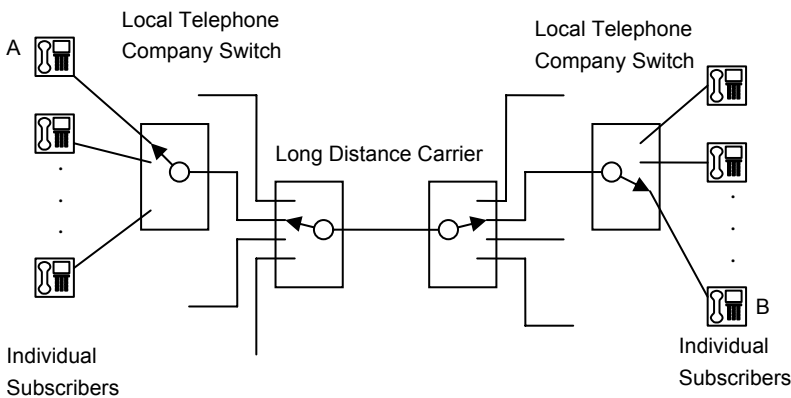 A
Local Telephone
Company Switch
Local Telephone
Company Switch
Long Distance Carrier
B
Individual
Subscribers
Individual
Subscribers